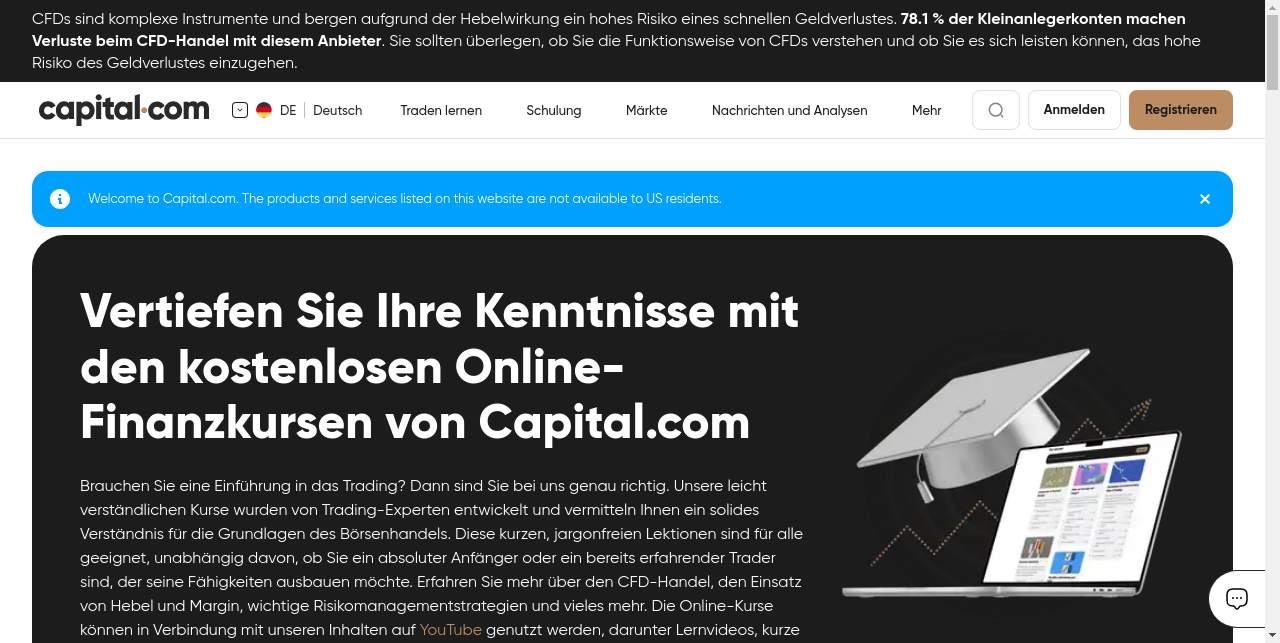 CFDs sind komplexe Instrumente und bergen aufgrund der Hebelwirkung ein hohes Risiko eines schnellen Geldverlustes. 78.1 % der Kleinanlegerkonten machen
Verluste beim CFD-Handel mit diesem Anbieter. Sie sollten überlegen, ob Sie die Funktionsweise von CFDs verstehen und ob Sie es sich leisten können, das hohe
Risiko des Geldverlustes einzugehen.
capital.com DE Deutsch Traden lernen Schulung Märkte Nachrichten und Analysen Mehr Anmelden Registrieren
Welcome to Capital.com. The products and services listed on this website are not available to US residents.
Vertiefen Sie Ihre Kenntnisse mit
den kostenlosen Online-
Finanzkursen von Capital.com
Brauchen Sie eine Einführung in das Trading? Dann sind Sie bei uns genau richtig. Unsere leicht
verständlichen Kurse wurden von Trading-Experten entwickelt und vermitteln Ihnen ein solides
Verständnis für die Grundlagen des Börsenhandels. Diese kurzen, jargonfreien Lektionen sind für alle
geeignet, unabhängig davon, ob Sie ein absoluter Anfänger oder ein bereits erfahrender Trader
sind, der seine Fähigkeiten ausbauen möchte. Erfahren Sie mehr über den CFD-Handel, den Einsatz
von Hebel und Margin, wichtige Risikomanagementstrategien und vieles mehr. Die Online-Kurse
können in Verbindung mit unseren Inhalten auf YouTube genutzt werden, darunter Lernvideos, kurze